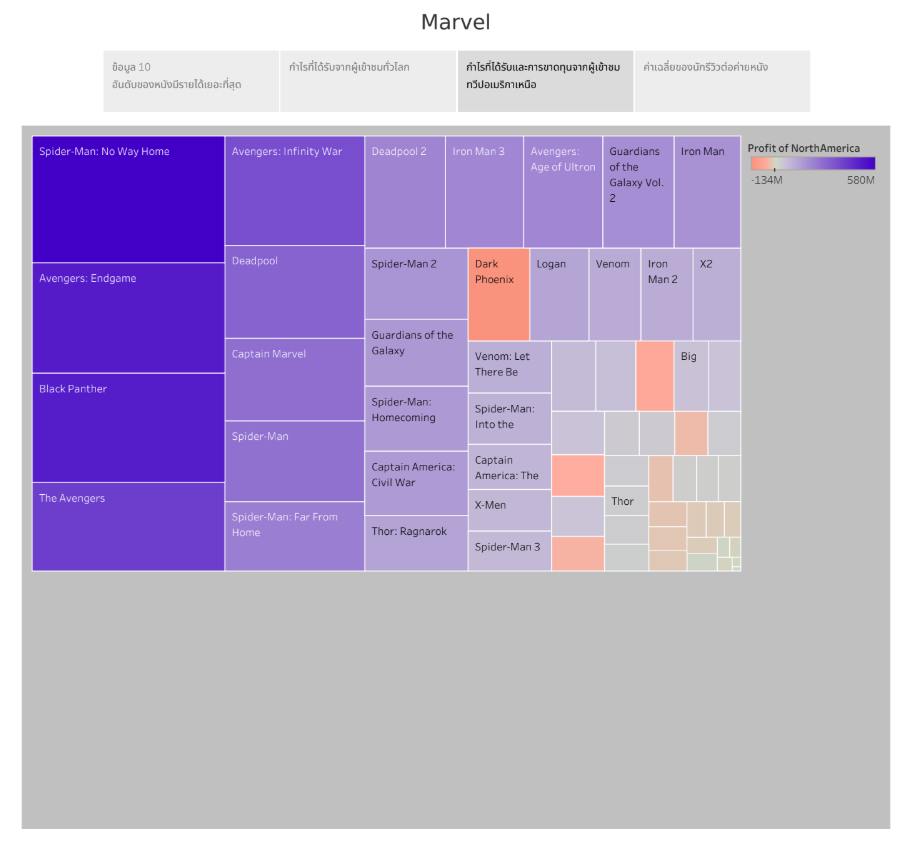 Marvel
ข้อมูล 10
อันดับของหนังมีรายได้เยอะที่สุด
กำไรที่ได้รับจากผู้เข้าชมทั่วโลก
กำไรที่ได้รับและการขาดทุนจากผู้เข้าชม
ทวีปอเมริกาเหนือ
ค่าเฉลี่ยของนักรีวิวต่อค่ายหนัง
Spider-Man: No Way Home
Avengers: Endgame
Black Panther
The Avengers
Avengers: Infinity War
Deadpool
Captain Marvel
Spider-Man
Spider-Man: Far From
Home
Deadpool 2
Iron Man 3
Avengers:
Age of Ultron
Guardians
of the
Galaxy Vol.
2
Iron Man
Spider-Man 2
Guardians of the
Galaxy
Spider-Man:
Homecoming
Captain America:
Civil War
Thor: Ragnarok
Dark
Phoenix
Logan
Venom
Iron
Man 2
X2
Venom: Let
There Be
Spider-Man:
Into the
Captain
America: The
X-Men
Spider-Man 3
Big
Thor
Profit of NorthAmerica
-134M
580M